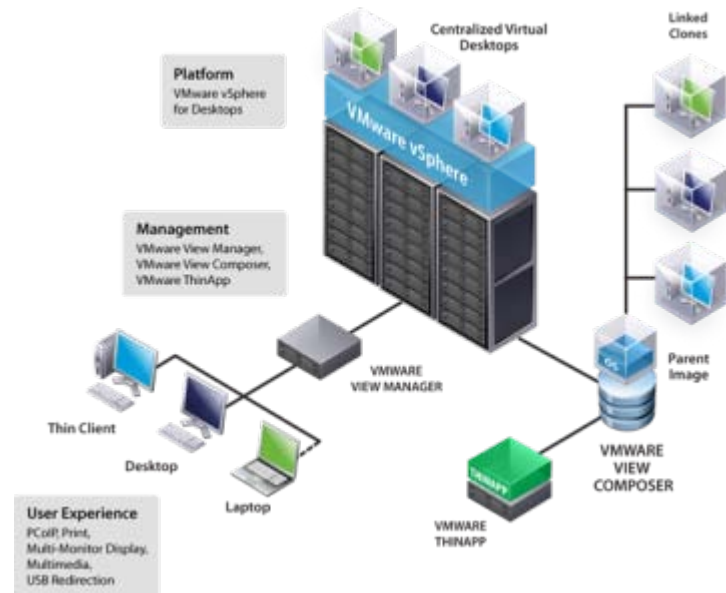 Centralized Virtual
Desktops
Linked
Clones
Platform
VMware vSphere
for Desktops
VMware vSphere
Management
VMware View Manager,
VMware View Composer,
VMware ThinApp
VMWARE
VIEW MANAGER
OS
Parent
Image
Thin Client
Desktop
Laptop
VMWARE
VIEW
COMPOSER
THINAPP
VMWARE
THINAPP
User Experience
PCoIP, Print,
Multi-Monitor Display,
Multimedia,
USB Redirection